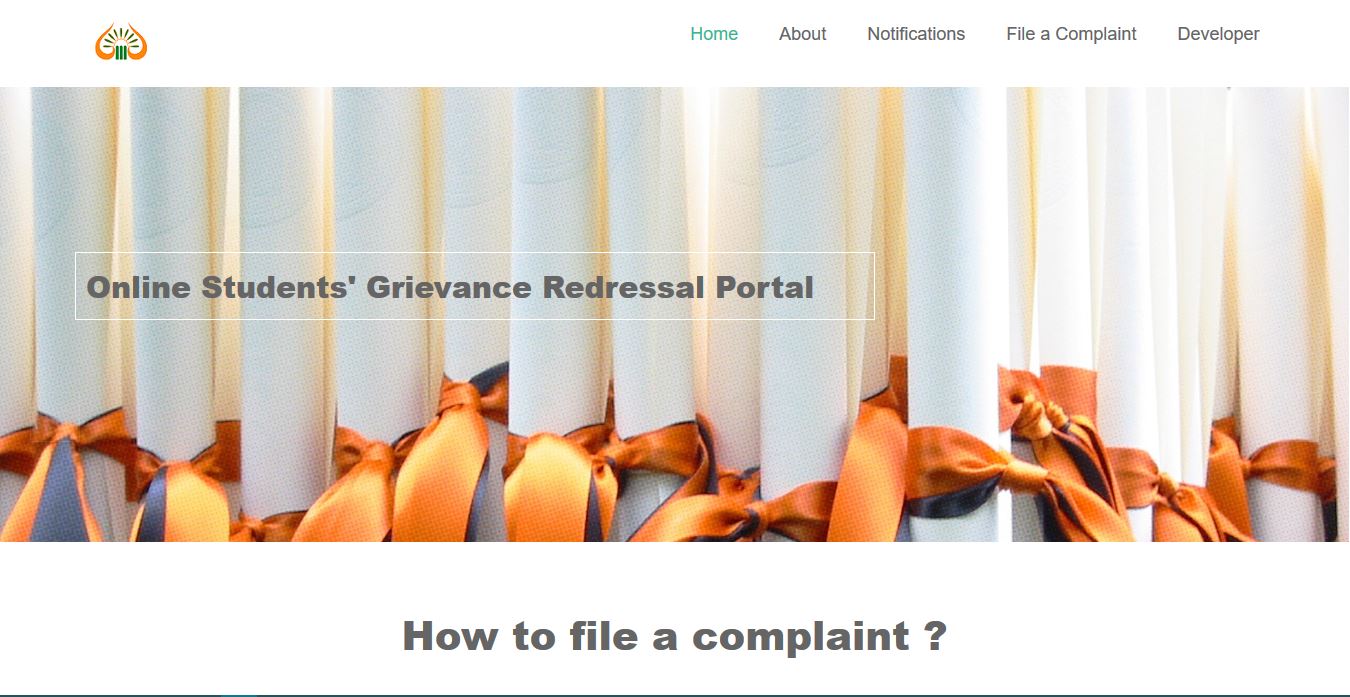 Home About Notifications File a Complaint Developer
Online Students' Grievance Redressal Portal
How to file a complaint ?